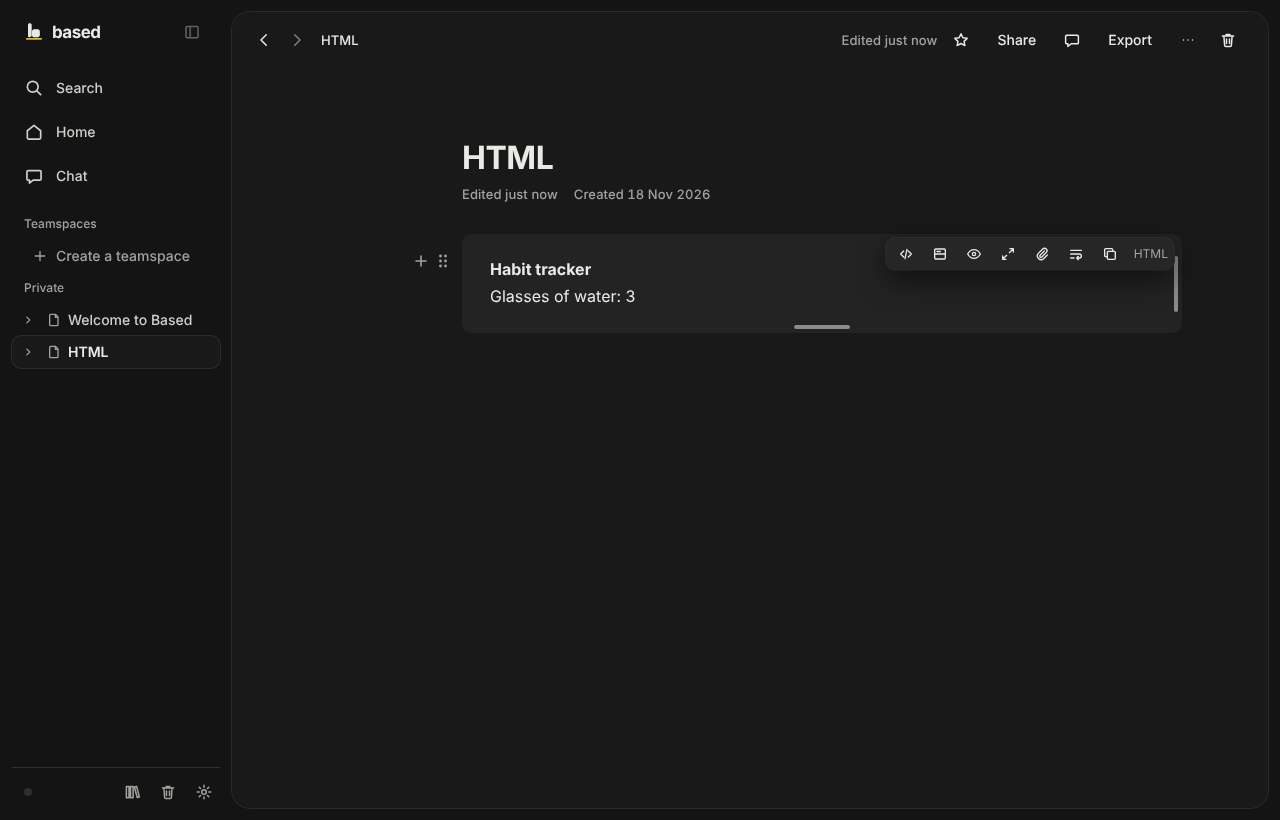 based
Search
Home
Chat
Teamspaces
Create a teamspace
Private
Welcome to Based
HTML
HTML
Edited just now
Share
Export
HTML
Edited just now Created 18 Nov 2026
HTML
Habit tracker
Glasses of water: 3